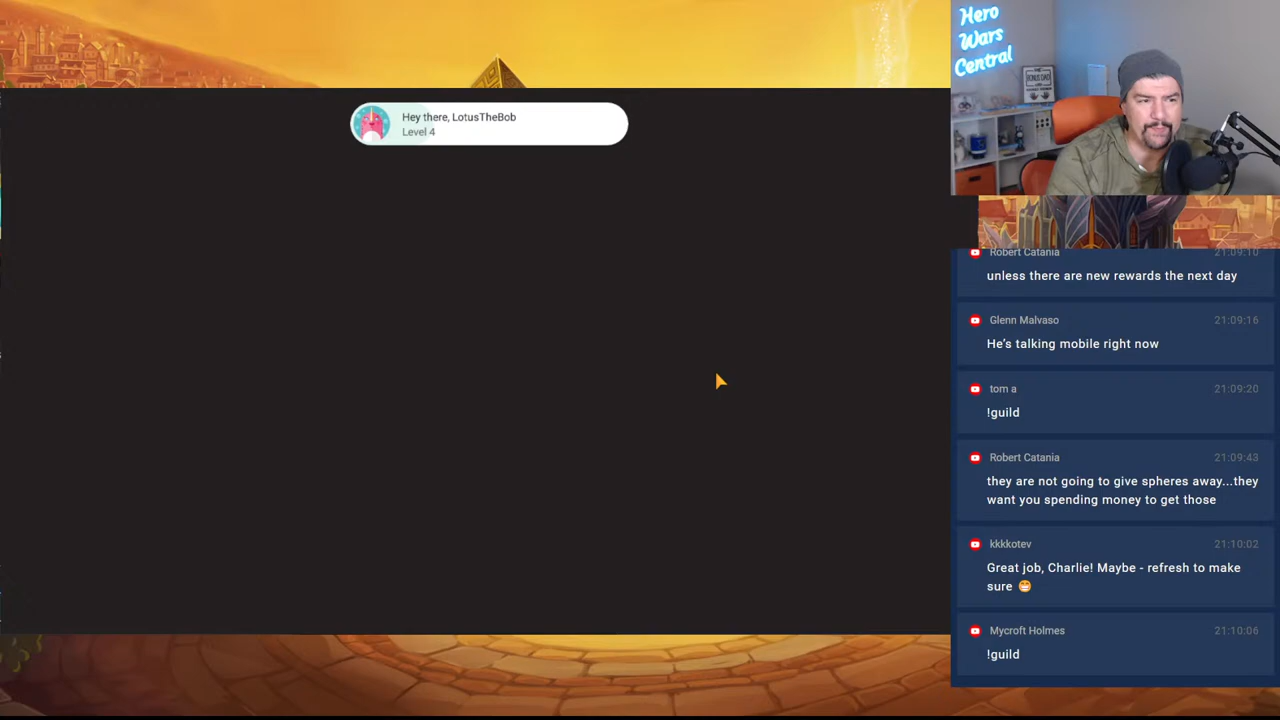 Hero
Wars
Central
Hey there, LotusTheBob
Level 4
Robert Catania 21:09:10
unless there are new rewards the next day
Glenn Malvaso 21:09:16
He's talking mobile right now
tom a 21:09:20
!guild
Robert Catania 21:09:43
they are not going to give spheres away...they
want you spending money to get those
kkkkotev 21:10:02
Great job, Charlie! Maybe - refresh to make
sure 😁
Mycroft Holmes 21:10:06
!guild